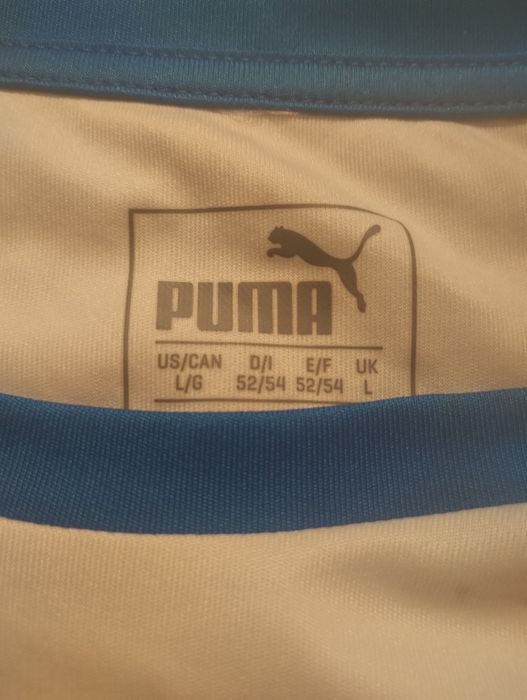 PUMA
US/CAN D/I E/F UK
L/G 52/54 52/54 L